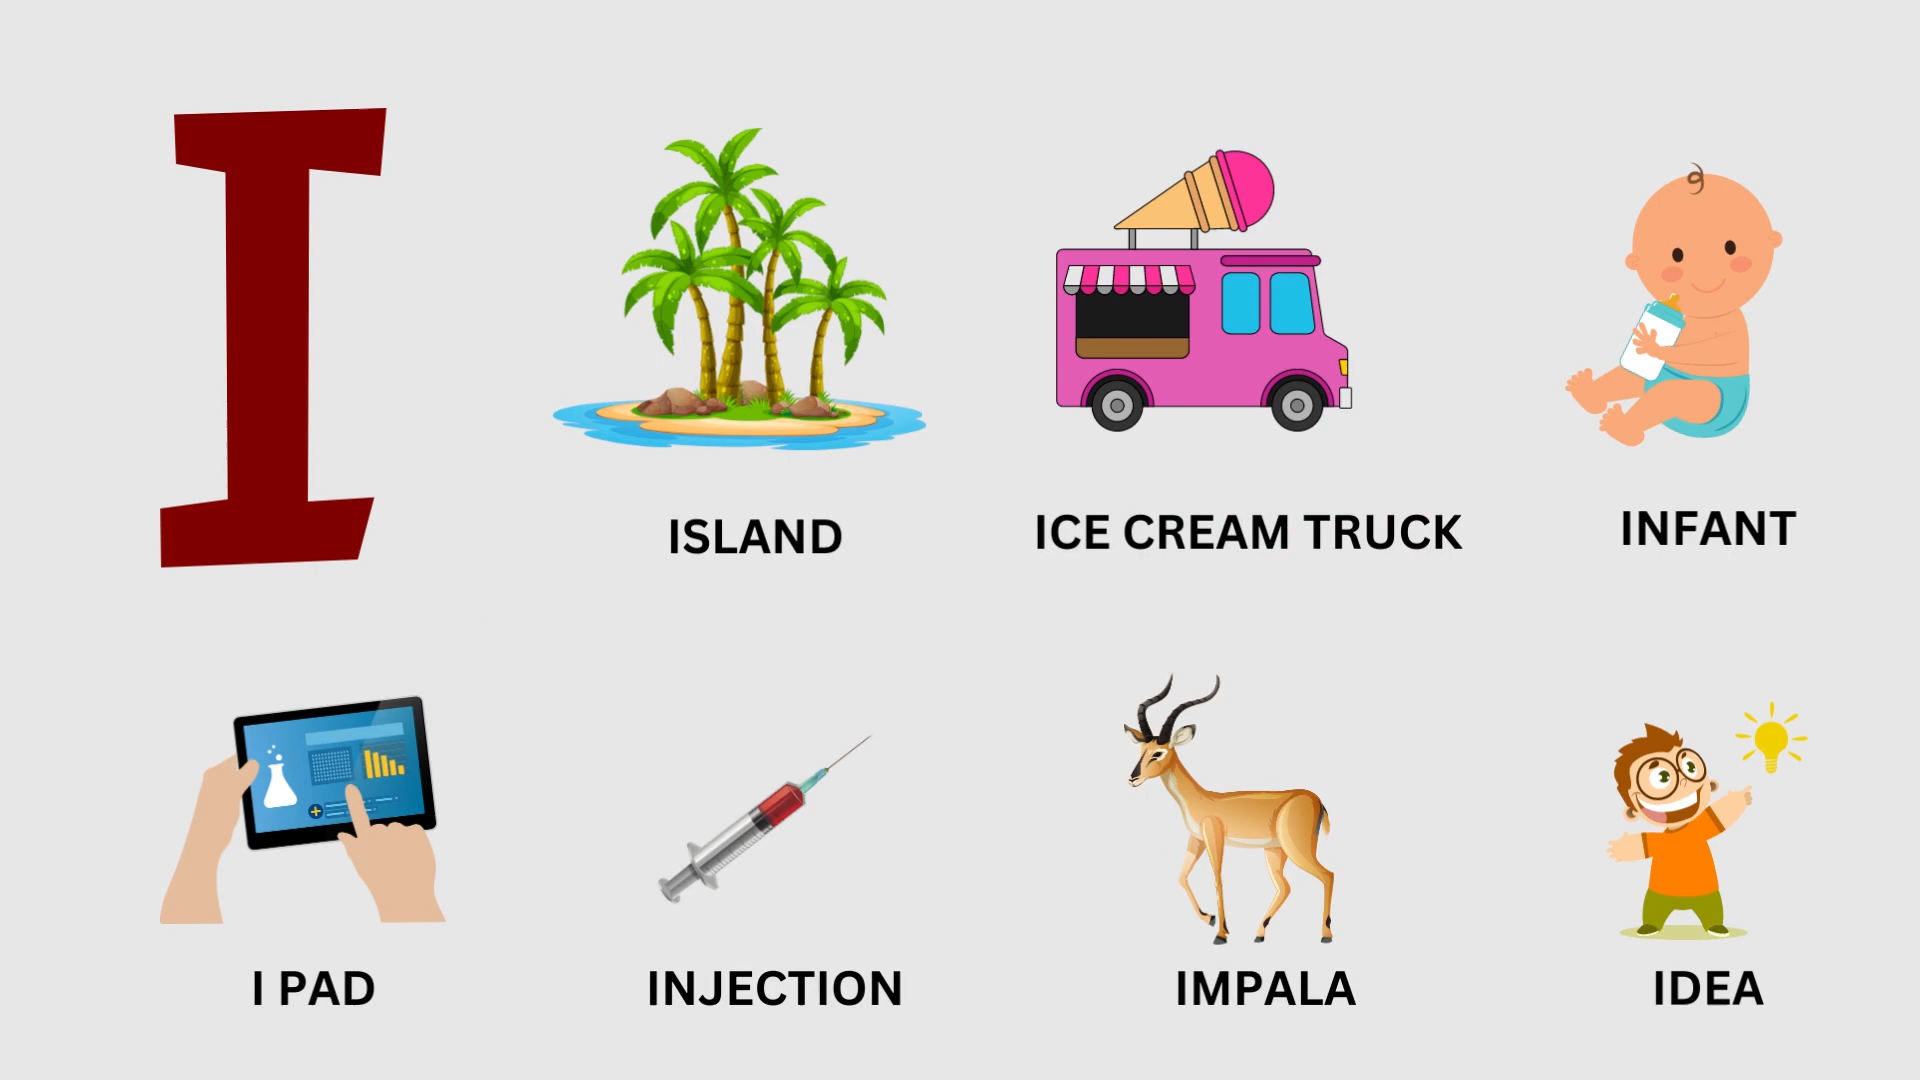 I
ISLAND
ICE CREAM TRUCK
INFANT
I PAD
INJECTION
IMPALA
IDEA